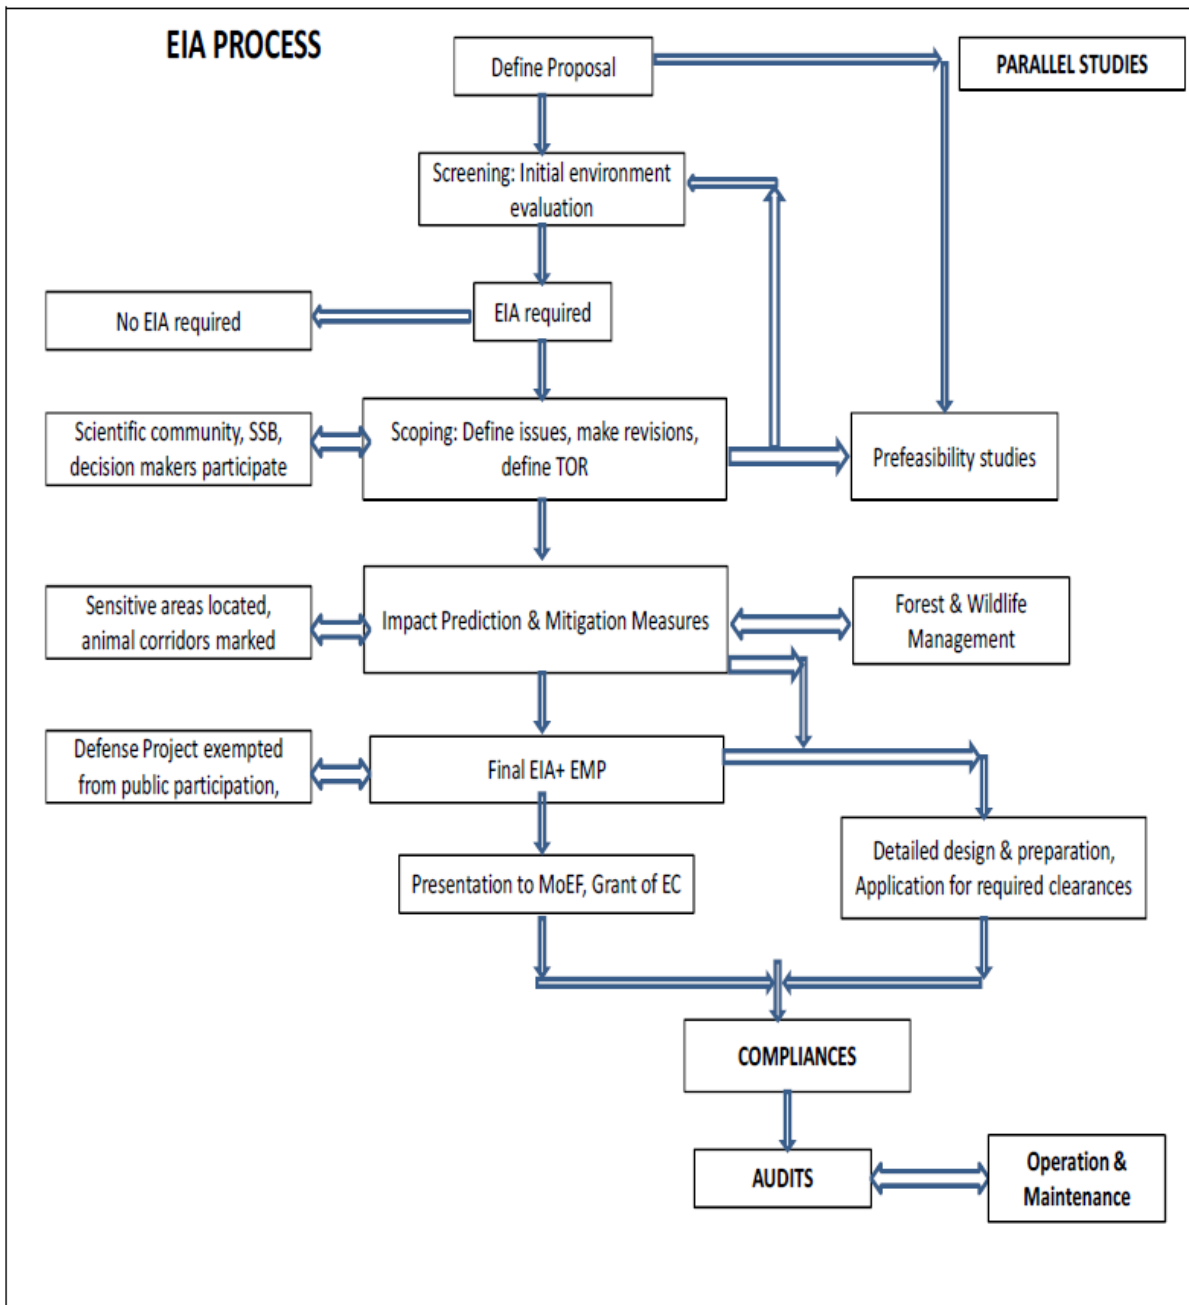 EIA PROCESS
Define Proposal
PARALLEL STUDIES
Screening: Initial environment
evaluation
EIA required
No EIA required
Scientific community, SSB,
decision makers participate
Scoping: Define issues, make revisions,
define TOR
Prefeasibility studies
Sensitive areas located,
animal corridors marked
Impact Prediction & Mitigation Measures
Forest & Wildlife
Management
Defense Project exempted
from public participation,
Final EIA+ EMP
Presentation to MoEF, Grant of EC
Detailed design & preparation,
Application for required clearances
COMPLIANCES
AUDITS
Operation &
Maintenance